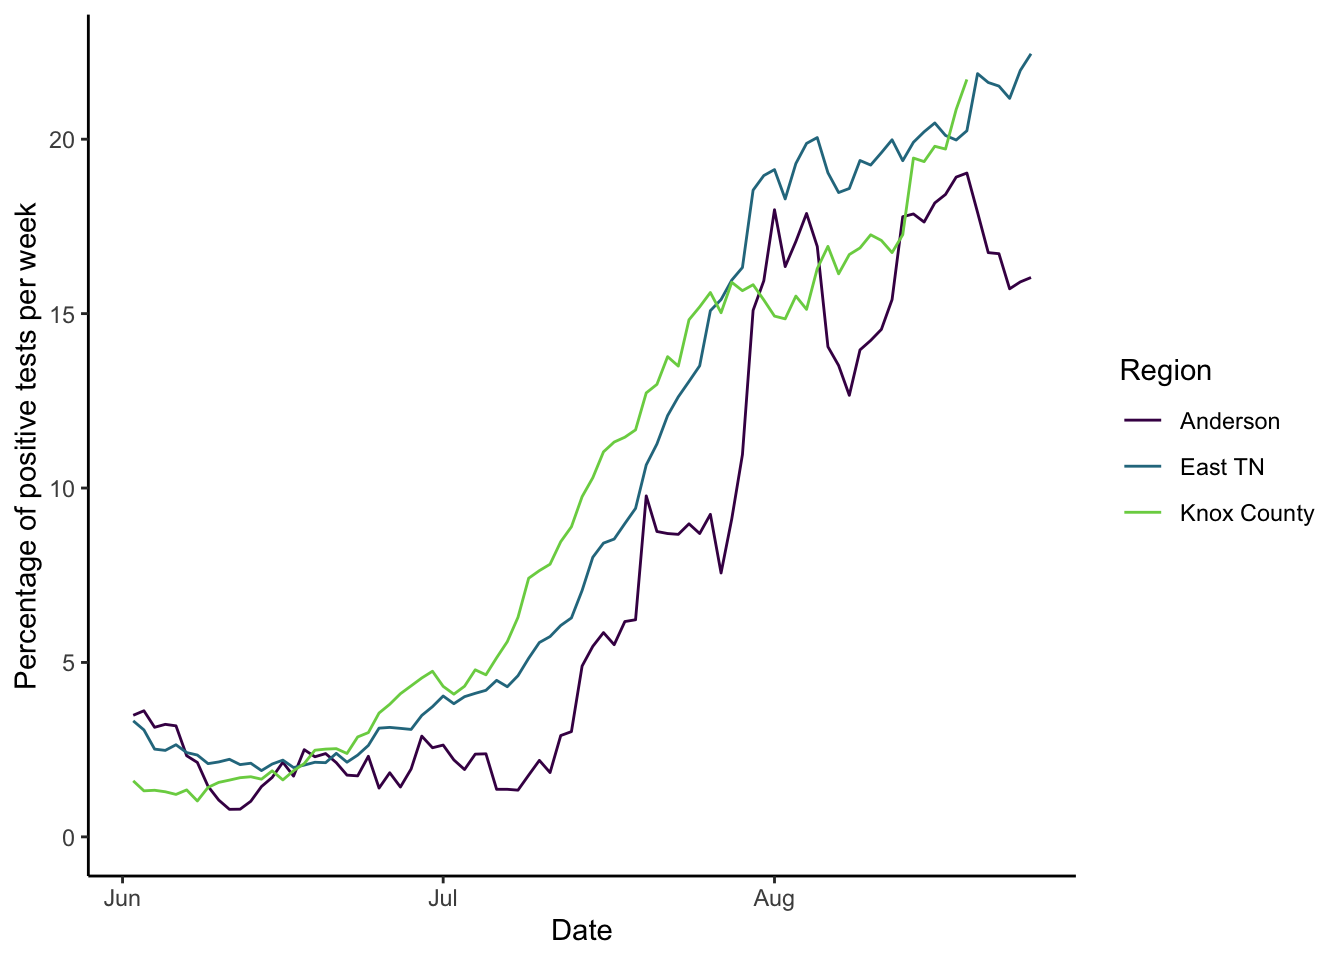 Percentage of positive tests per week
20
15
10
5
0
Jun
Jul
Aug
Date
Region
Anderson
East TN
Knox County